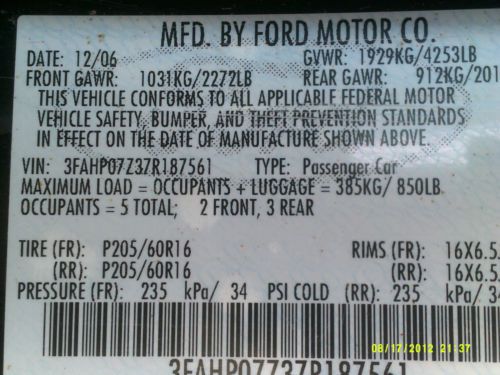 MFD. BY FORD MOTOR CO.
DATE: 12/06 GVWR: 1929KG/4253LB
FRONT GAWR: 1031KG/2272LB REAR GAWR: 912KG/201
THIS VEHICLE CONFORMS TO ALL APPLICABLE FEDERAL MOTOR
VEHICLE SAFETY, BUMPER, AND THEFT PREVENTION STANDARDS
IN EFFECT ON THE DATE OF MANUFACTURE SHOWN ABOVE.
VIN: 3FAHP07Z37R187561 TYPE: Passenger Car
MAXIMUM LOAD = OCCUPANTS + LUGGAGE = 385KG/ 850LB
OCCUPANTS = 5 TOTAL; 2 FRONT, 3 REAR
TIRE (FR): P205/60R16 RIMS (FR): 16X6.5
(RR): P205/60R16 (RR): 16X6.5
PRESSURE (FR): 235 kPa/ 34 PSI COLD (RR): 235 kPa/
3FAHP07Z37R187561
08/17/2012 21:37